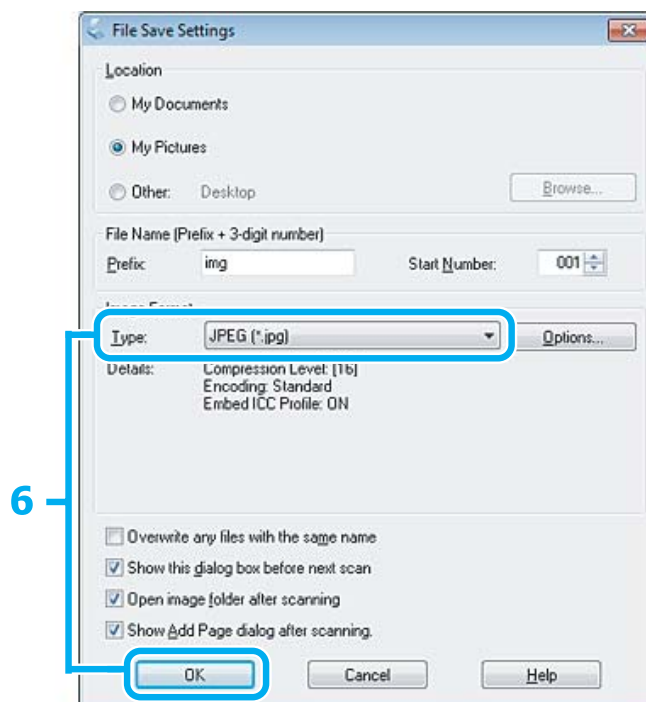 File Save Settings
Location
My Documents
My Pictures
Other: Desktop Browse...
File Name (Prefix + 3-digit number)
Prefix: img Start Number: 001
Image Format
Type: JPEG (*.jpg) Options...
Details: Compression Level: [16]
Encoding: Standard
Embed ICC Profile: ON
6
Overwrite any files with the same name
Show this dialog box before next scan
Open image folder after scanning
Show Add Page dialog after scanning.
OK Cancel Help